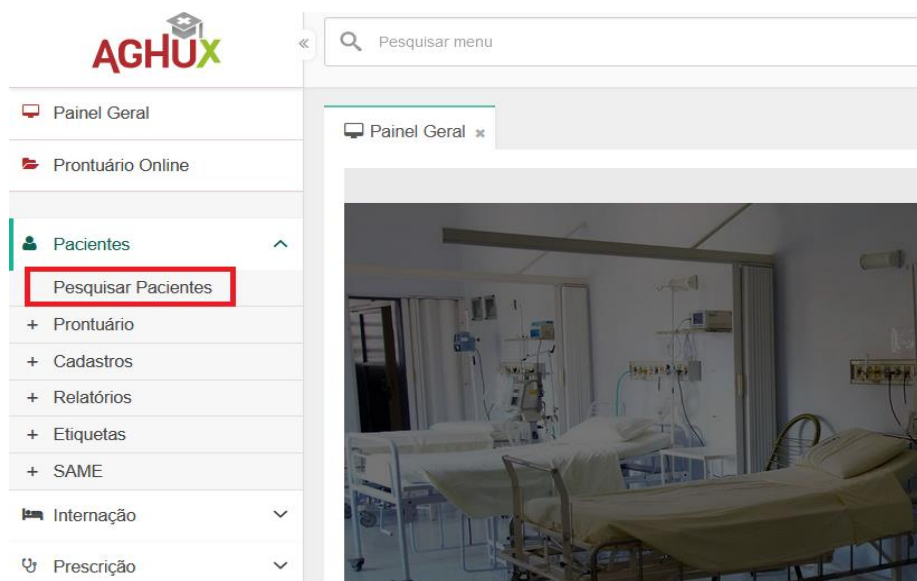 AGHUX
Pesquisar menu
Painel Geral
Prontuário Online
Painel Geral
Pacientes
Pesquisar Pacientes
+ Prontuário
+ Cadastros
+ Relatórios
+ Etiquetas
+ SAME
Internação
Prescrição